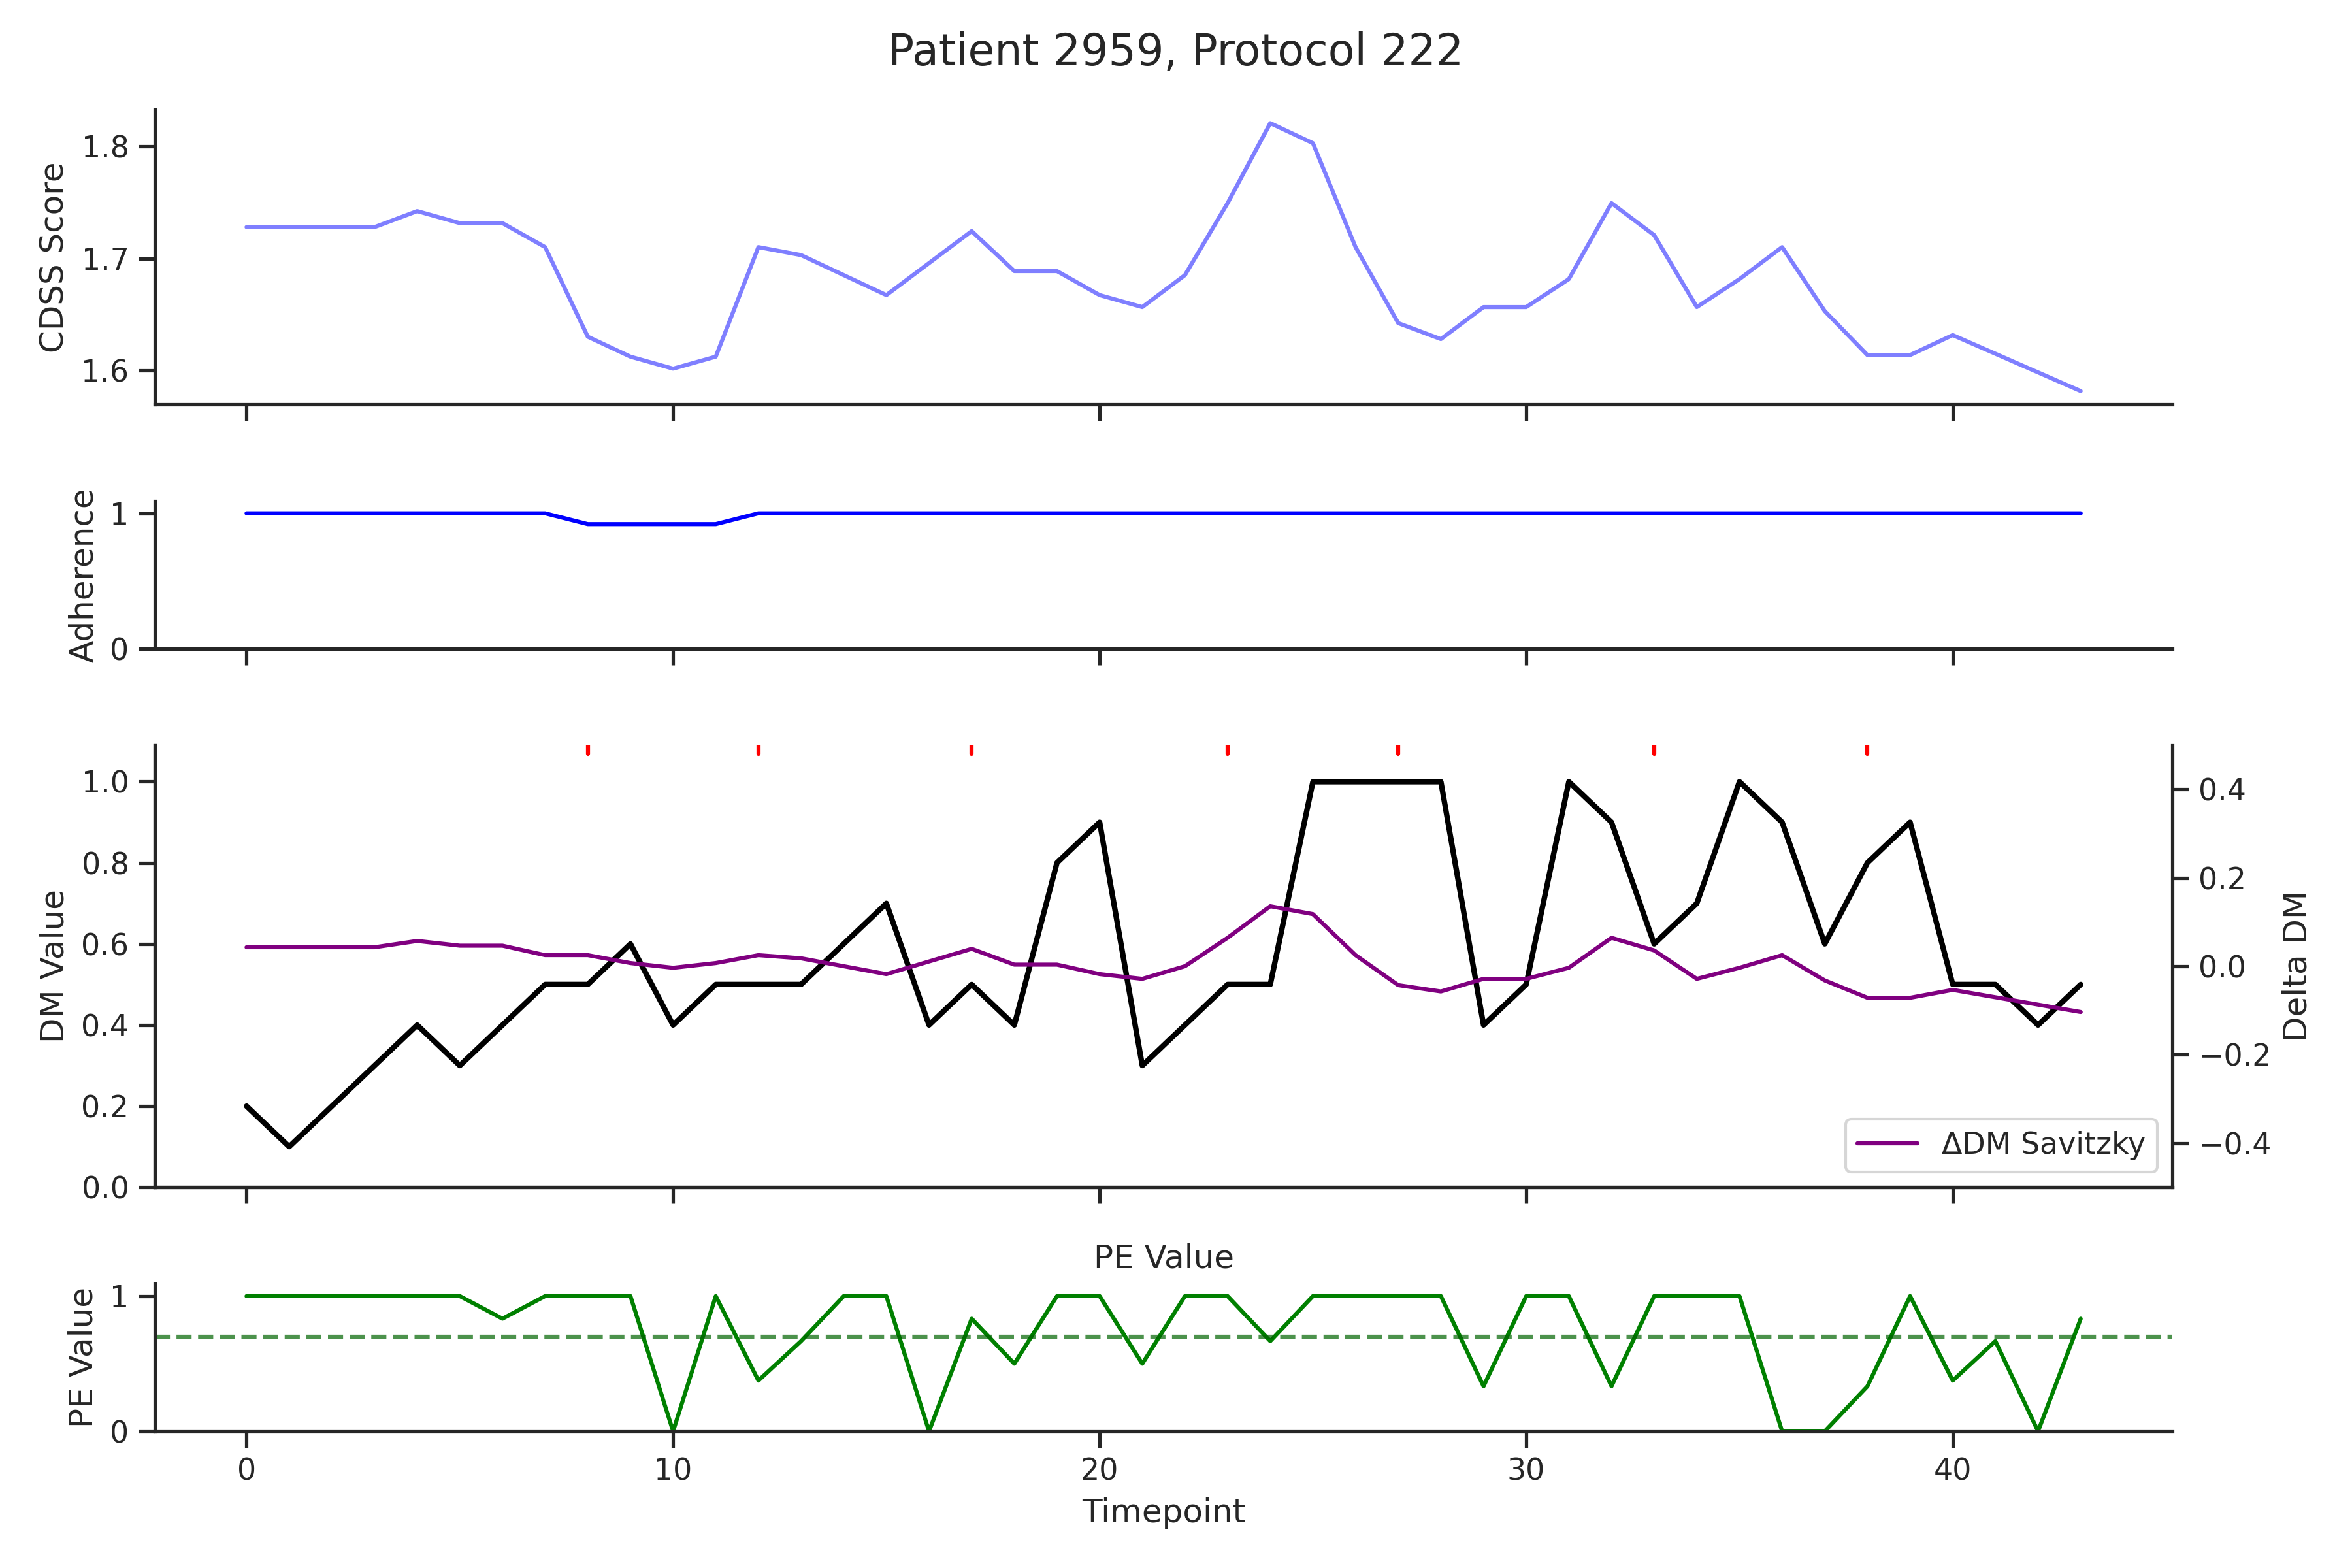 Patient 2959, Protocol 222
CDSS Score
1.8
1.7
1.6
Adherence
1
0
DM Value
1.0
0.8
0.6
0.4
0.2
0.0
Delta DM
0.4
0.2
0.0
−0.2
−0.4
ΔDM Savitzky
PE Value
PE Value
1
0
0 10 20 30 40
Timepoint